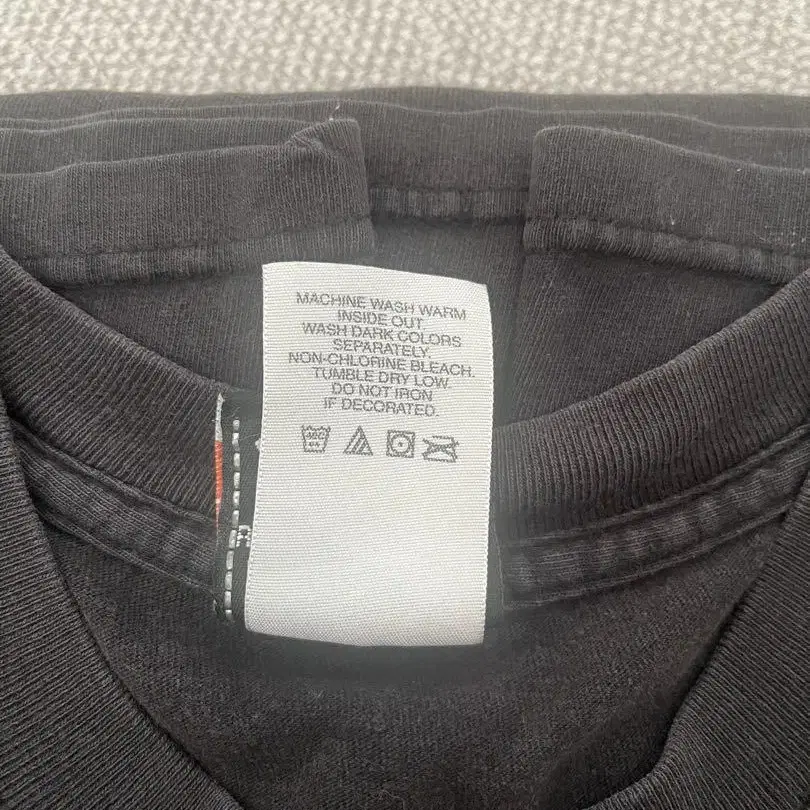 MACHINE WASH WARM
INSIDE OUT.
WASH DARK COLORS
SEPARATELY.
NON-CHLORINE BLEACH.
TUMBLE DRY LOW.
DO NOT IRON
IF DECORATED.